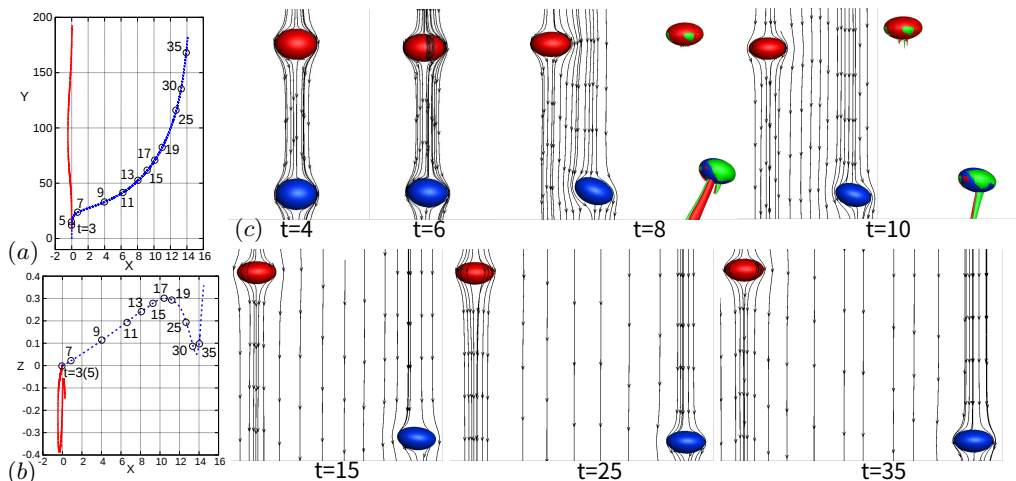 200
150
Y
100
50
0
35
30
25
17
19
13
15
9
11
7
5
t=3
-2 0 2 4 6 8 10 12 14 16
X
(a)
0.4
0.3
0.2
0.1
Z 0
-0.1
-0.2
-0.3
-0.4
17
19
13
15
9
11
25
7
30
35
t=3(5)
-2 0 2 4 6 8 10 12 14 16
X
(b)
(c) t=4 t=6 t=8 t=10
t=15 t=25 t=35